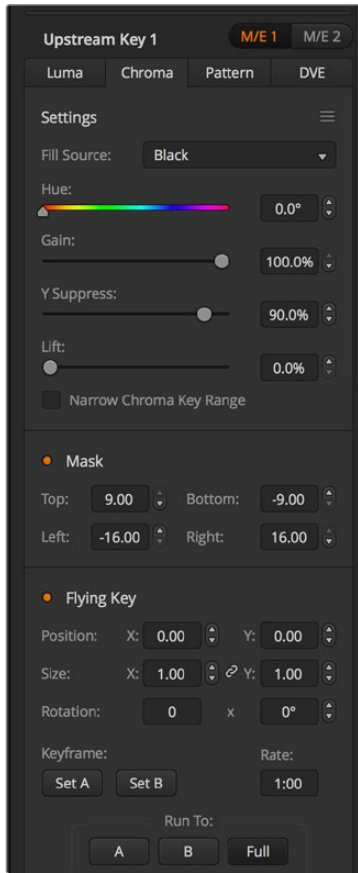 Upstream Key 1 M/E 1 M/E 2
Luma Chroma Pattern DVE
Settings
Fill Source: Black
Hue:
0.0°
Gain:
100.0%
Y Suppress:
90.0%
Lift:
0.0%
Narrow Chroma Key Range
Mask
Top: 9.00 Bottom: -9.00
Left: -16.00 Right: 16.00
Flying Key
Position: X: 0.00 Y: 0.00
Size: X: 1.00 Y: 1.00
Rotation: 0 x 0°
Keyframe: Rate:
Set A Set B 1:00
Run To:
A B Full